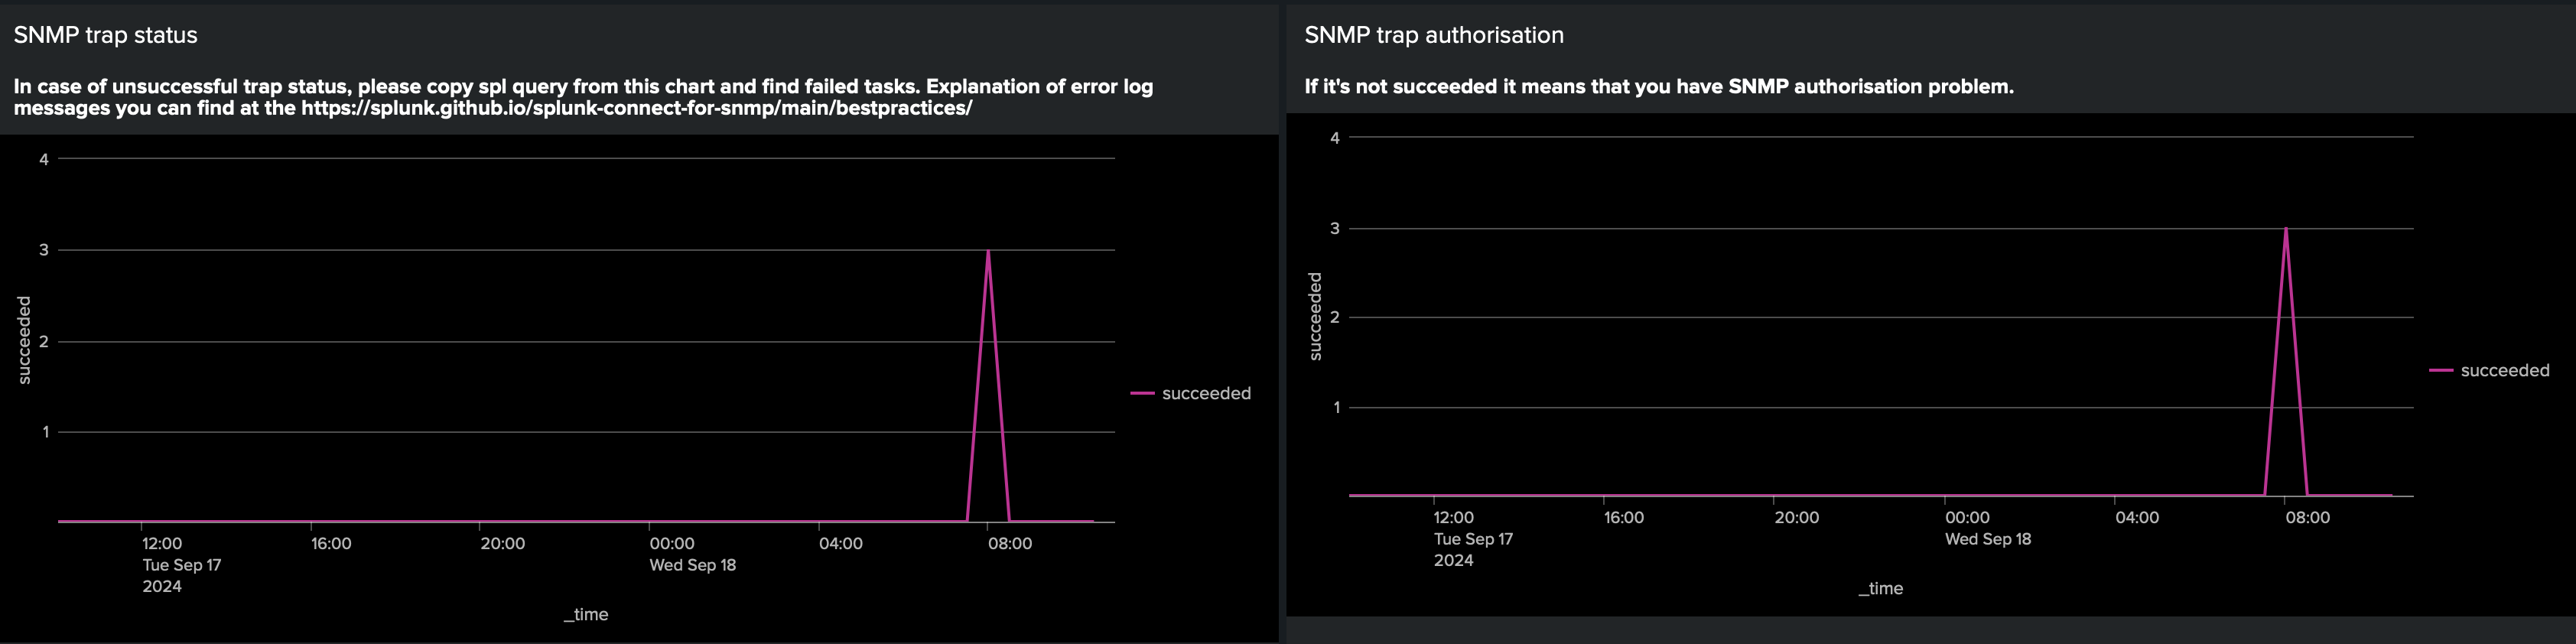 SNMP trap status
In case of unsuccessful trap status, please copy spl query from this chart and find failed tasks. Explanation of error log
messages you can find at the https://splunk.github.io/splunk-connect-for-snmp/main/bestpractices/
4
3
2
1
succeeded
succeeded
12:00
Tue Sep 17
2024
16:00
20:00
00:00
Wed Sep 18
04:00
08:00
_time
SNMP trap authorisation
If it's not succeeded it means that you have SNMP authorisation problem.
4
3
2
1
succeeded
succeeded
12:00
Tue Sep 17
2024
16:00
20:00
00:00
Wed Sep 18
04:00
08:00
_time